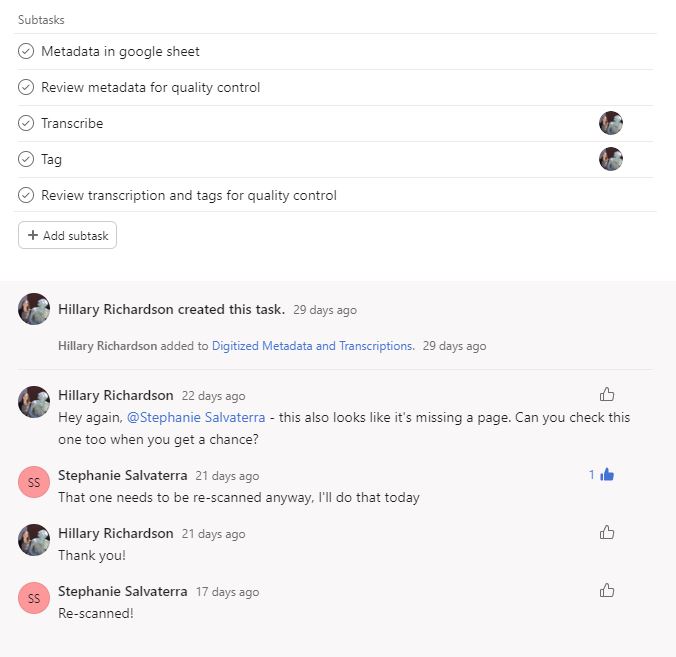 Subtasks
Metadata in google sheet
Review metadata for quality control
Transcribe
Tag
Review transcription and tags for quality control
+ Add subtask
Hillary Richardson created this task. 29 days ago
Hillary Richardson added to Digitized Metadata and Transcriptions. 29 days ago
Hillary Richardson 22 days ago
Hey again, @Stephanie Salvaterra - this also looks like it's missing a page. Can you check this
one too when you get a chance?
SS Stephanie Salvaterra 21 days ago 1
That one needs to be re-scanned anyway, I'll do that today
Hillary Richardson 21 days ago
Thank you!
SS Stephanie Salvaterra 17 days ago
Re-scanned!